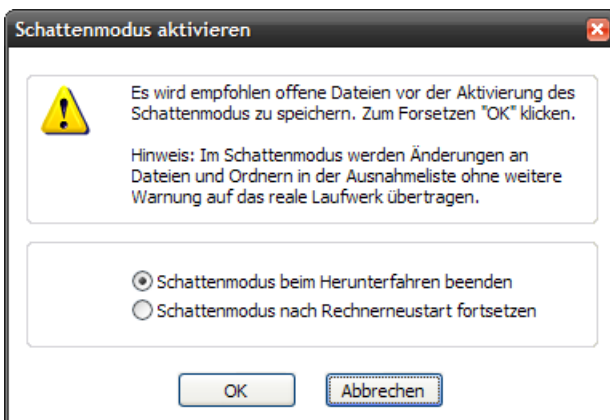 Schattenmodus aktivieren
Es wird empfohlen offene Dateien vor der Aktivierung des
Schattenmodus zu speichern. Zum Forsetzen "OK" klicken.
Hinweis: Im Schattenmodus werden Änderungen an
Dateien und Ordnern in der Ausnahmeliste ohne weitere
Warnung auf das reale Laufwerk übertragen.
Schattenmodus beim Herunterfahren beenden
Schattenmodus nach Rechnerneustart fortsetzen
OK
Abbrechen